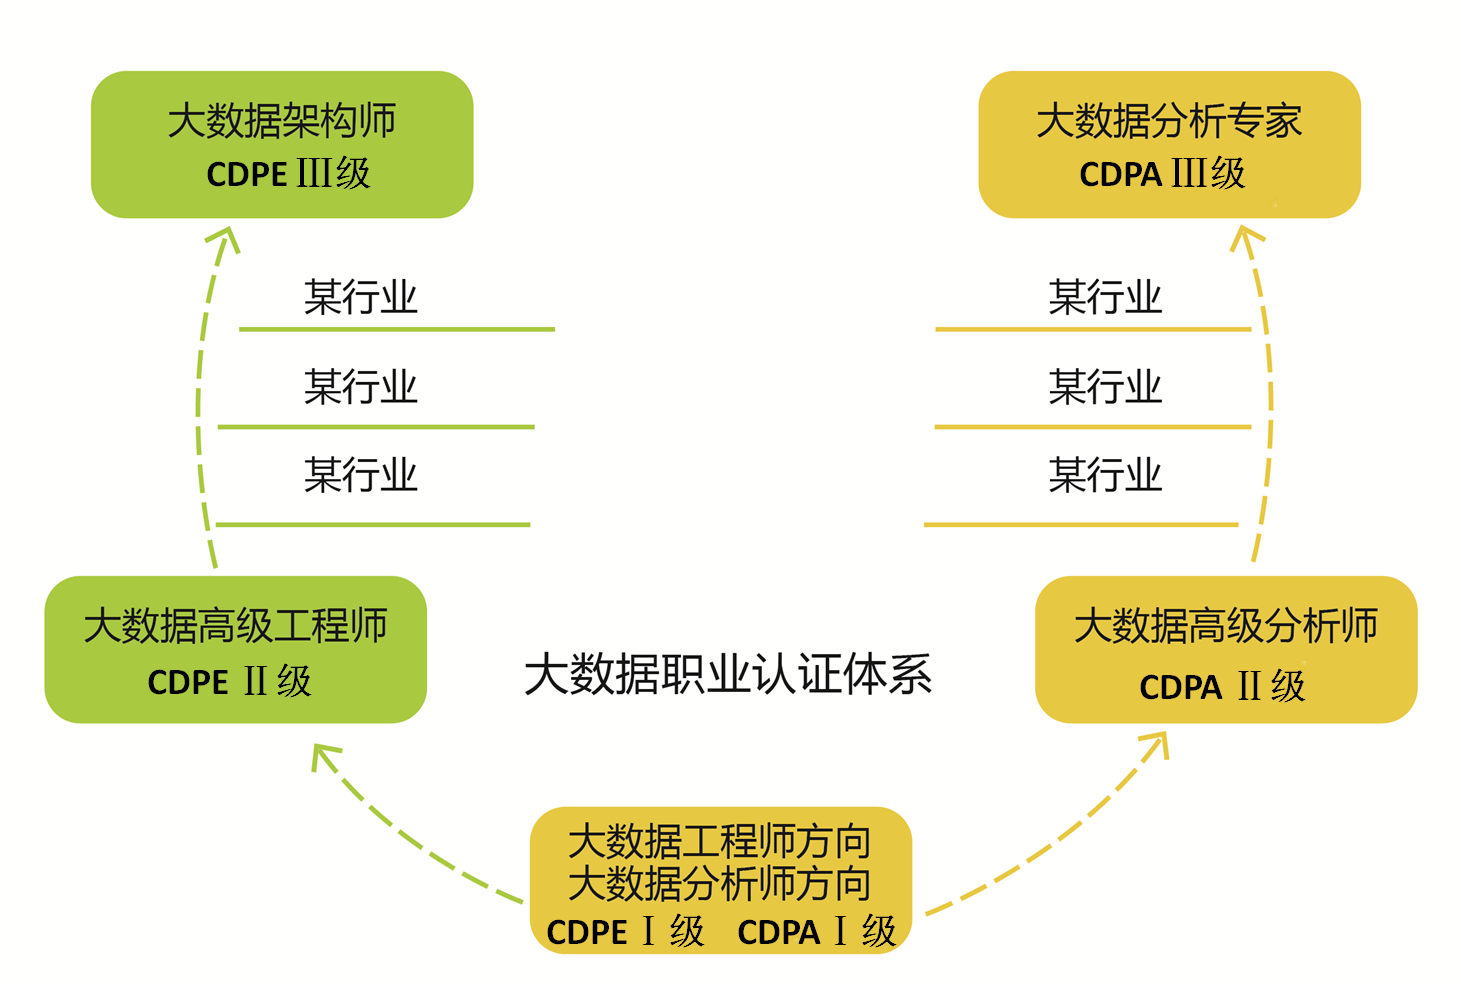 大数据架构师
CDPE Ⅲ级
大数据分析专家
CDPA Ⅲ级
某行业
某行业
某行业
某行业
某行业
某行业
大数据高级工程师
CDPE Ⅱ级
大数据职业认证体系
大数据高级分析师
CDPA Ⅱ级
大数据工程师方向
大数据分析师方向
CDPE Ⅰ级 CDPA Ⅰ级